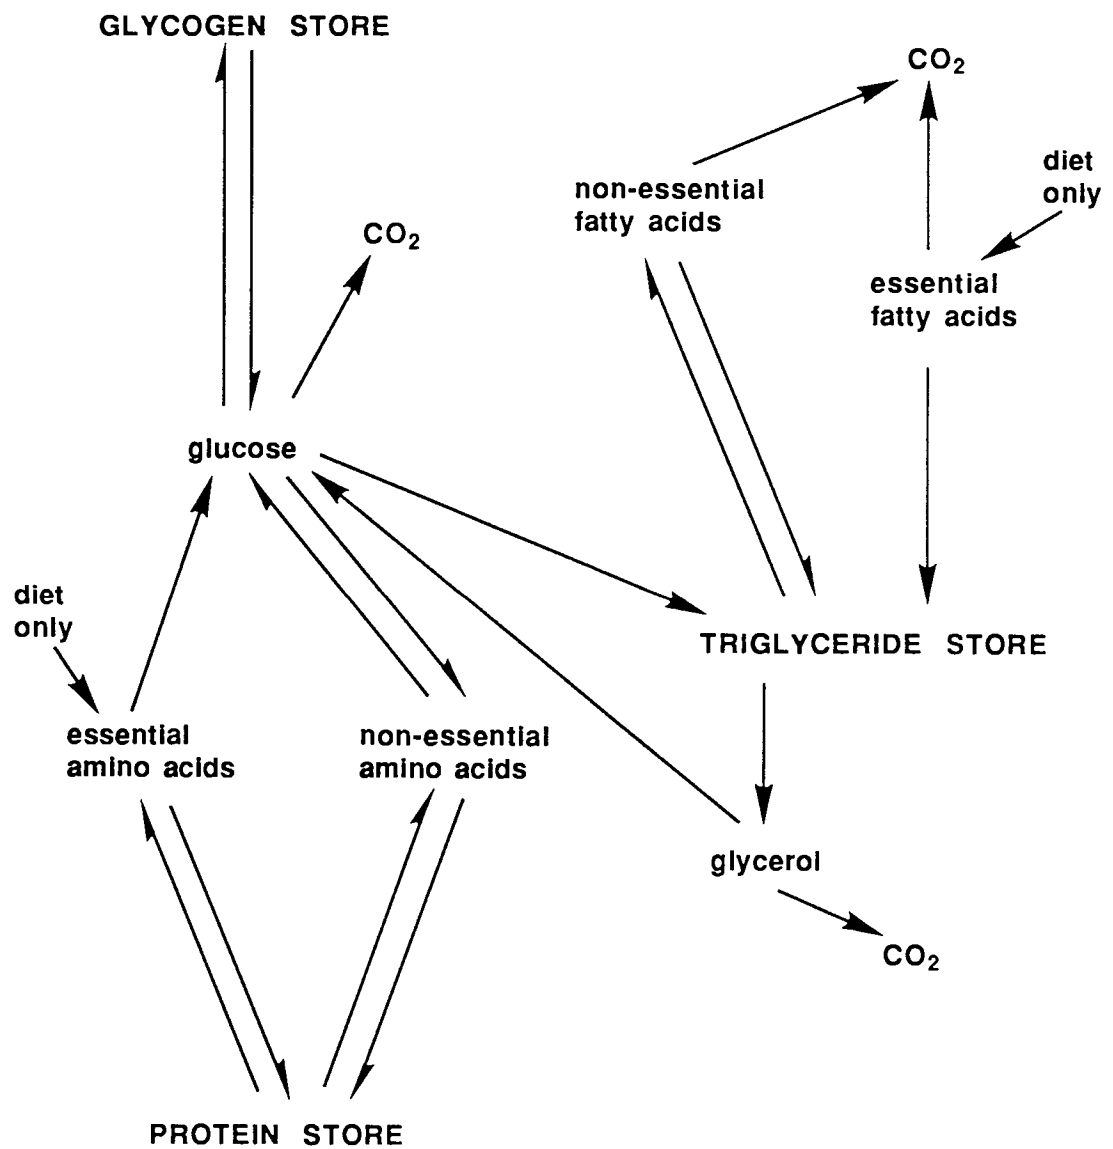 GLYCOGEN STORE
CO₂
diet
only
non-essential
fatty acids
CO₂
essential
fatty acids
glucose
diet
only
TRIGLYCERIDE STORE
essential
amino acids
non-essential
amino acids
glycerol
CO₂
PROTEIN STORE